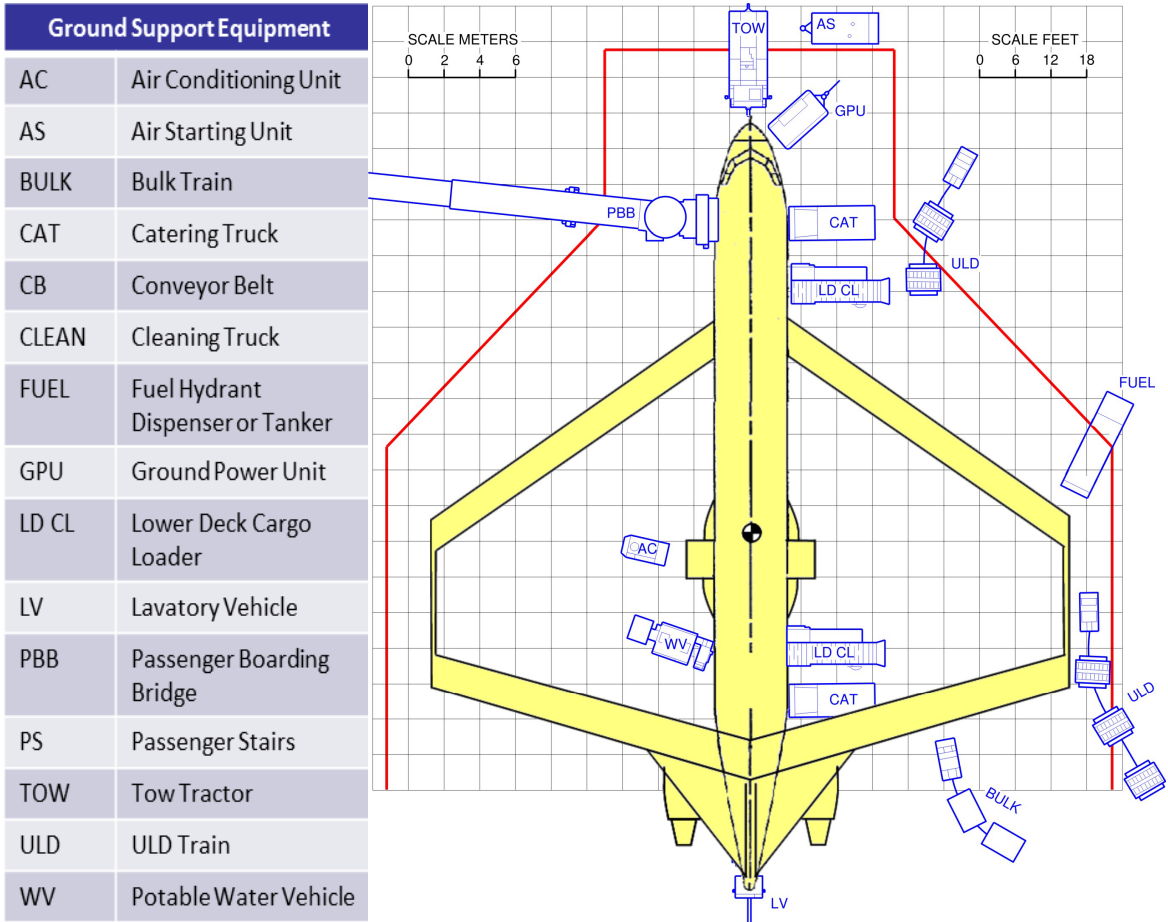 Ground Support Equipment
AC Air Conditioning Unit
AS Air Starting Unit
BULK Bulk Train
CAT Catering Truck
CB Conveyor Belt
CLEAN Cleaning Truck
FUEL Fuel Hydrant
Dispenser or Tanker
GPU Ground Power Unit
LD CL Lower Deck Cargo
Loader
LV Lavatory Vehicle
PBB Passenger Boarding
Bridge
PS Passenger Stairs
TOW Tow Tractor
ULD ULD Train
WV Potable Water Vehicle
TOW
AS
SCALE METERS
0 2 4 6
SCALE FEET
0 6 12 18
GPU
PBB
CAT
ULD
LD CL
FUEL
AC
WV
LD CL
CAT
ULD
BULK
LV